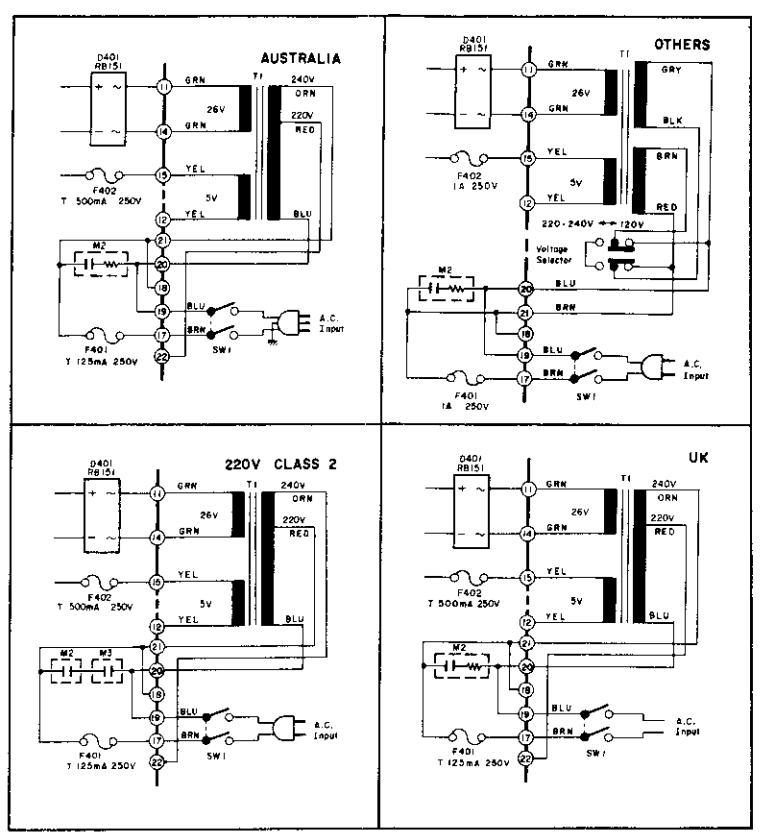 AUSTRALIA
D401
RB151
+ ~
- ~
11
GRN
26V
T1
240V
ORN
220V
RED
14
GRN
15
YEL
F402
T 500mA 250V
5V
12
YEL
BLU
21
M2
20
18
19
BLU
17
BRN
F401
T 125mA 250V
22
SW1
A.C.
Input
OTHERS
D401
RB151
+ ~
- ~
11
GRN
26V
T1
GRY
14
GRN
BLK
15
YEL
F402
1A 250V
5V
BRN
12
YEL
RED
220-240V ↔ 120V
Voltage
Selector
M2
20
BLU
21
BRN
18
19
BLU
17
BRN
F401
1A 250V
SW1
A.C.
Input
220V CLASS 2
D401
RB151
+ ~
- ~
11
GRN
26V
T1
240V
ORN
220V
RED
14
GRN
15
YEL
F402
T 500mA 250V
5V
12
YEL
BLU
21
M2 M3
20
18
19
BLU
17
BRN
F401
T 125mA 250V
22
SW1
A.C.
Input
UK
D401
RB151
+ ~
- ~
11
GRN
26V
T1
240V
ORN
220V
RED
14
GRN
15
YEL
F402
T 500mA 250V
5V
12
YEL
BLU
21
M2
20
18
19
BLU
17
BRN
F401
T 125mA 250V
22
SW1
A.C.
Input